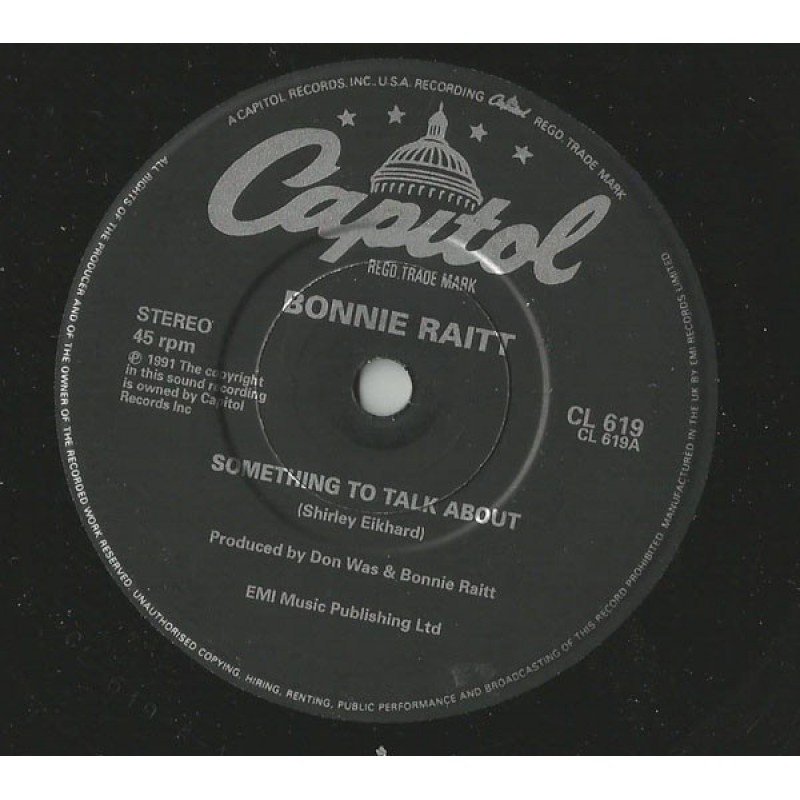 A CAPITOL RECORDS, INC., U.S.A. RECORDING Capitol REGD. TRADE MARK
Capitol
REGD. TRADE MARK
BONNIE RAITT
STEREO
45 rpm
℗ 1991 The copyright
in this sound recording
is owned by Capitol
Records Inc
CL 619
CL 619A
SOMETHING TO TALK ABOUT
(Shirley Eikhard)
Produced by Don Was & Bonnie Raitt
EMI Music Publishing Ltd
ALL RIGHTS OF THE PRODUCER AND OF THE OWNER OF THE RECORDED WORK RESERVED. UNAUTHORISED COPYING, HIRING, RENTING, PUBLIC PERFORMANCE AND BROADCASTING OF THIS RECORD PROHIBITED. MANUFACTURED IN THE UK BY EMI RECORDS LIMITED